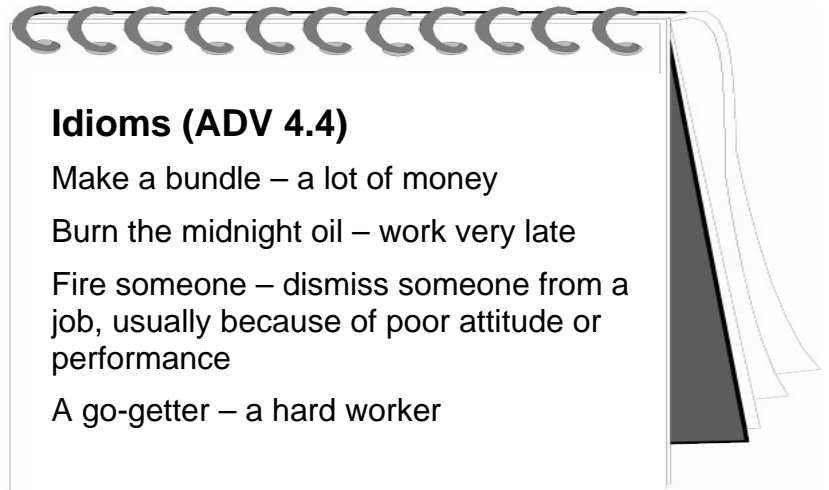 Idioms (ADV 4.4)
Make a bundle – a lot of money
Burn the midnight oil – work very late
Fire someone – dismiss someone from a
job, usually because of poor attitude or
performance
A go-getter – a hard worker